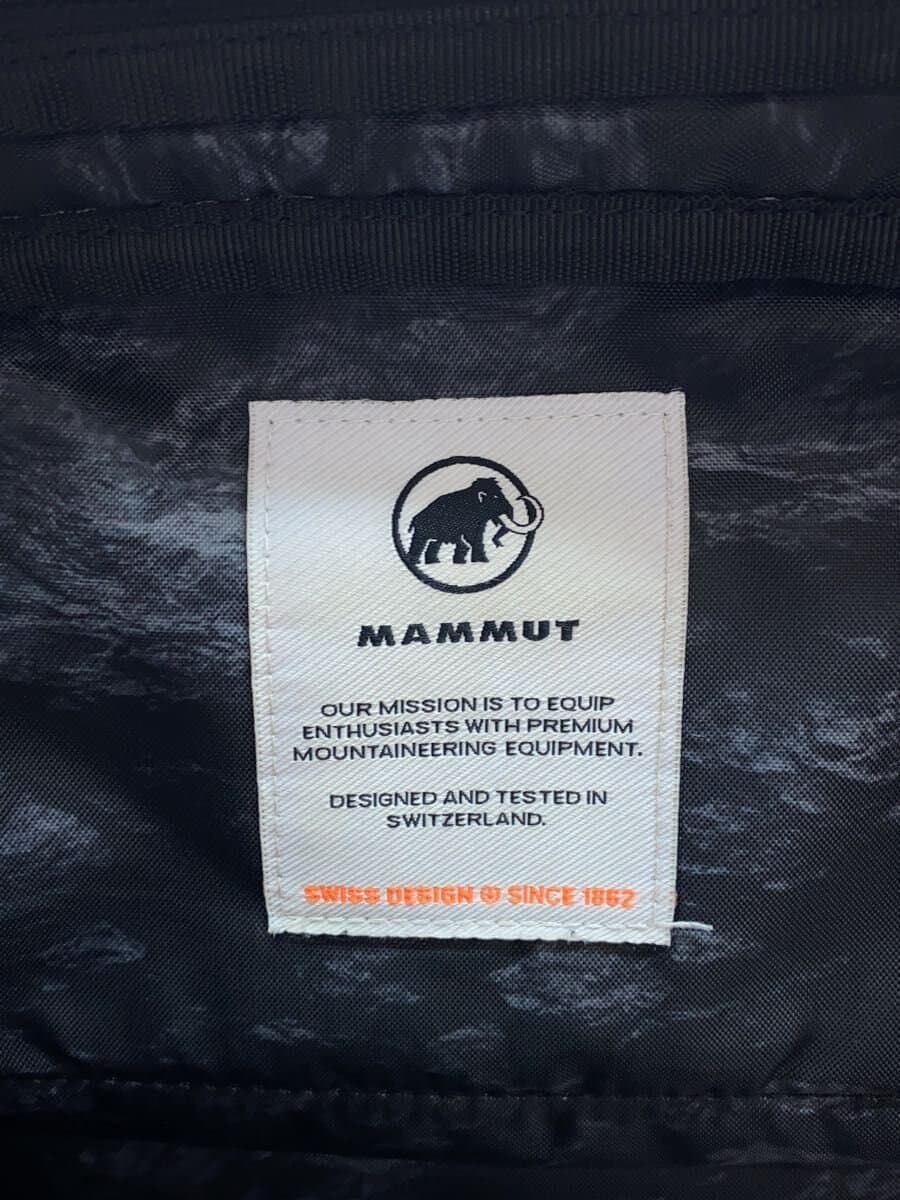 MAMMUT
OUR MISSION IS TO EQUIP
ENTHUSIASTS WITH PREMIUM
MOUNTAINEERING EQUIPMENT.
DESIGNED AND TESTED IN
SWITZERLAND.
SWISS DESIGN SINCE 1862